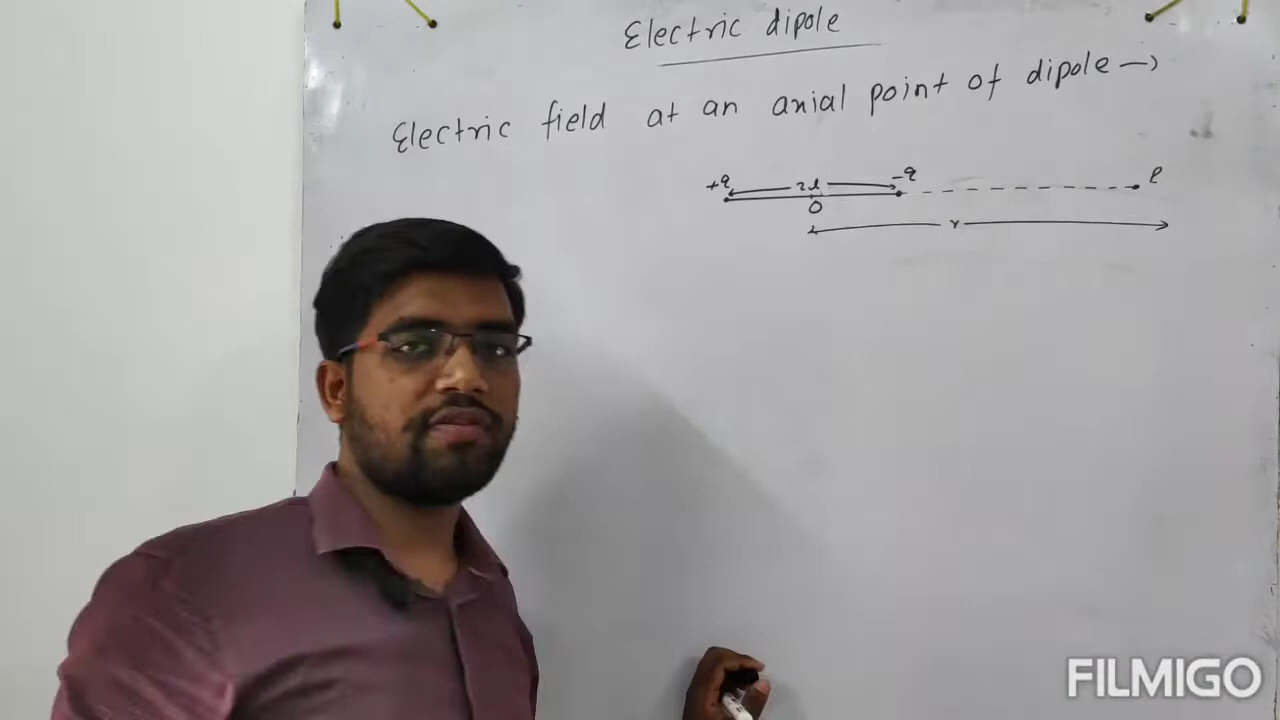 Electric dipole
Electric field at an axial point of dipole →
+q 2l -q P
O
r
FILMIGO